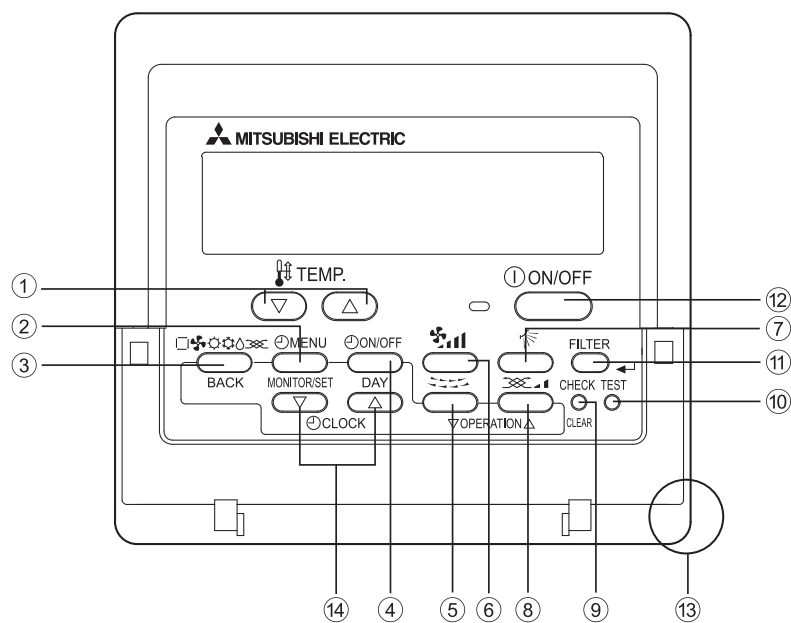 MITSUBISHI ELECTRIC
TEMP.
ON/OFF
① 
⑫
②
MENU
ON/OFF
FILTER
⑦
③
⑪
BACK
MONITOR/SET
DAY
CHECK
TEST
⑩
CLOCK
▽OPERATION△
CLEAR
⑭
④
⑤
⑥
⑧
⑨
⑬